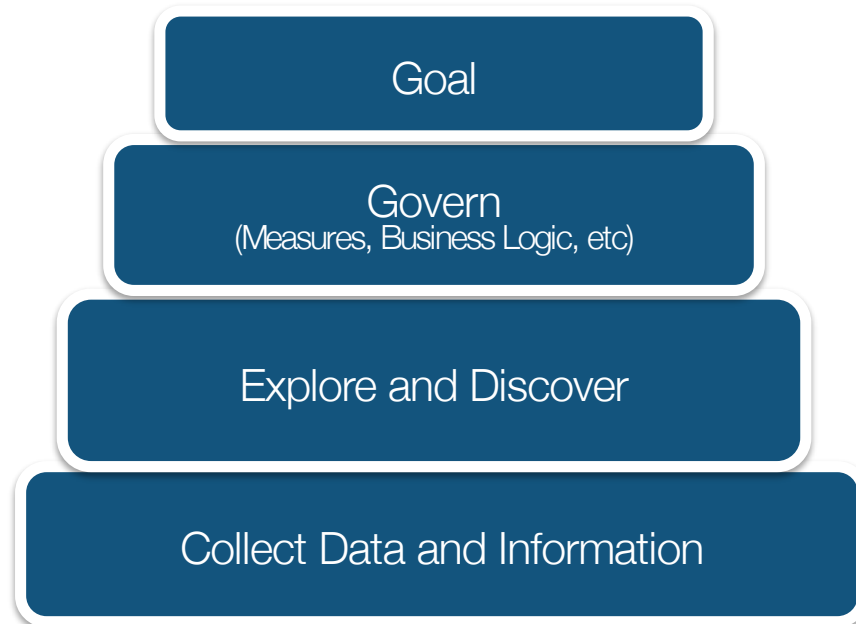 Goal
Govern
(Measures, Business Logic, etc)
Explore and Discover
Collect Data and Information